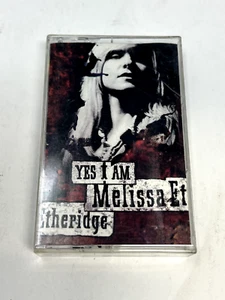 YES I AM
Melissa Et
theridge